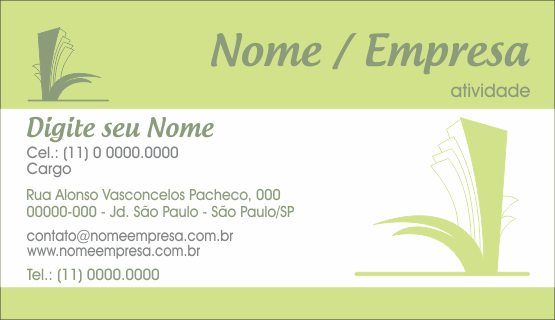 Nome / Empresa
atividade
Digite seu Nome
Cel.: (11) 0 0000.0000
Cargo
Rua Alonso Vasconcelos Pacheco, 000
00000-000 - Jd. São Paulo - São Paulo/SP
contato@nomeempresa.com.br
www.nomeempresa.com.br
Tel.: (11) 0000.0000